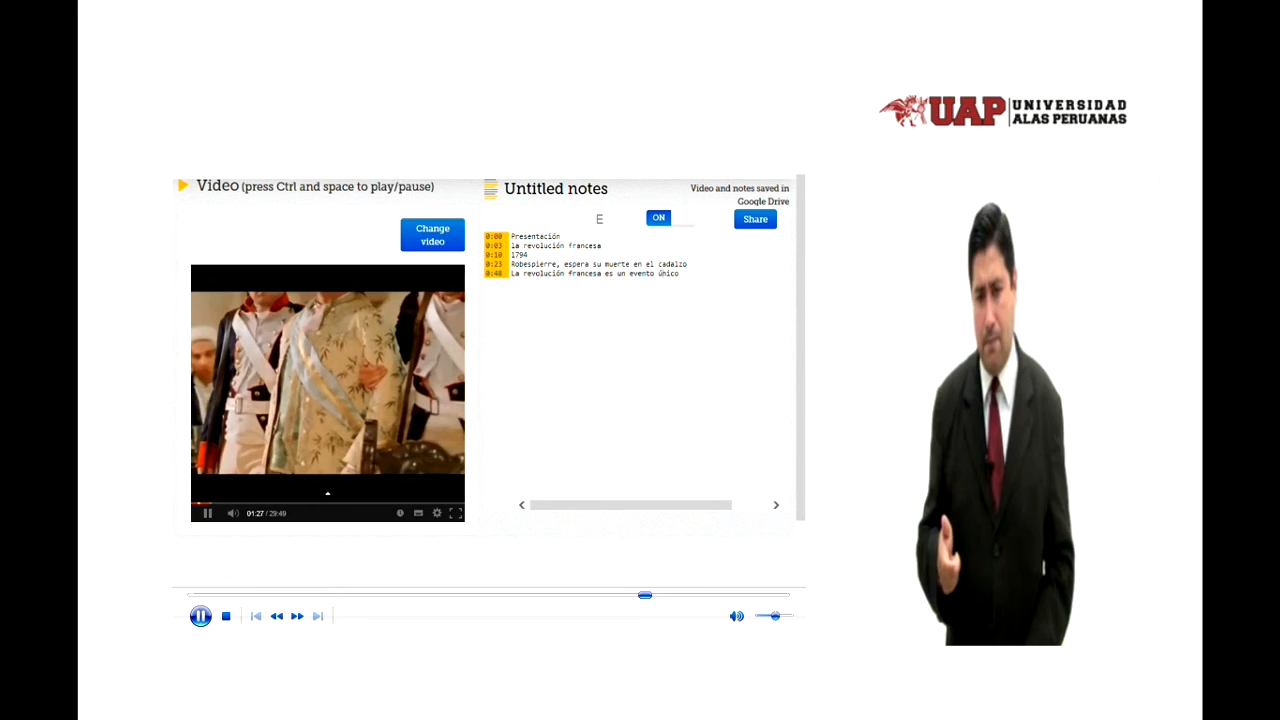 UAP UNIVERSIDAD
ALAS PERUANAS
Video (press Ctrl and space to play/pause)
Change
video
01:27 / 29:49
Untitled notes
Video and notes saved in
Google Drive
E
ON
Share
0:00 Presentación
0:03 la revolución francesa
0:10 1794
0:23 Robespierre, espera su muerte en el cadalzo
0:48 La revolución francesa es un evento único